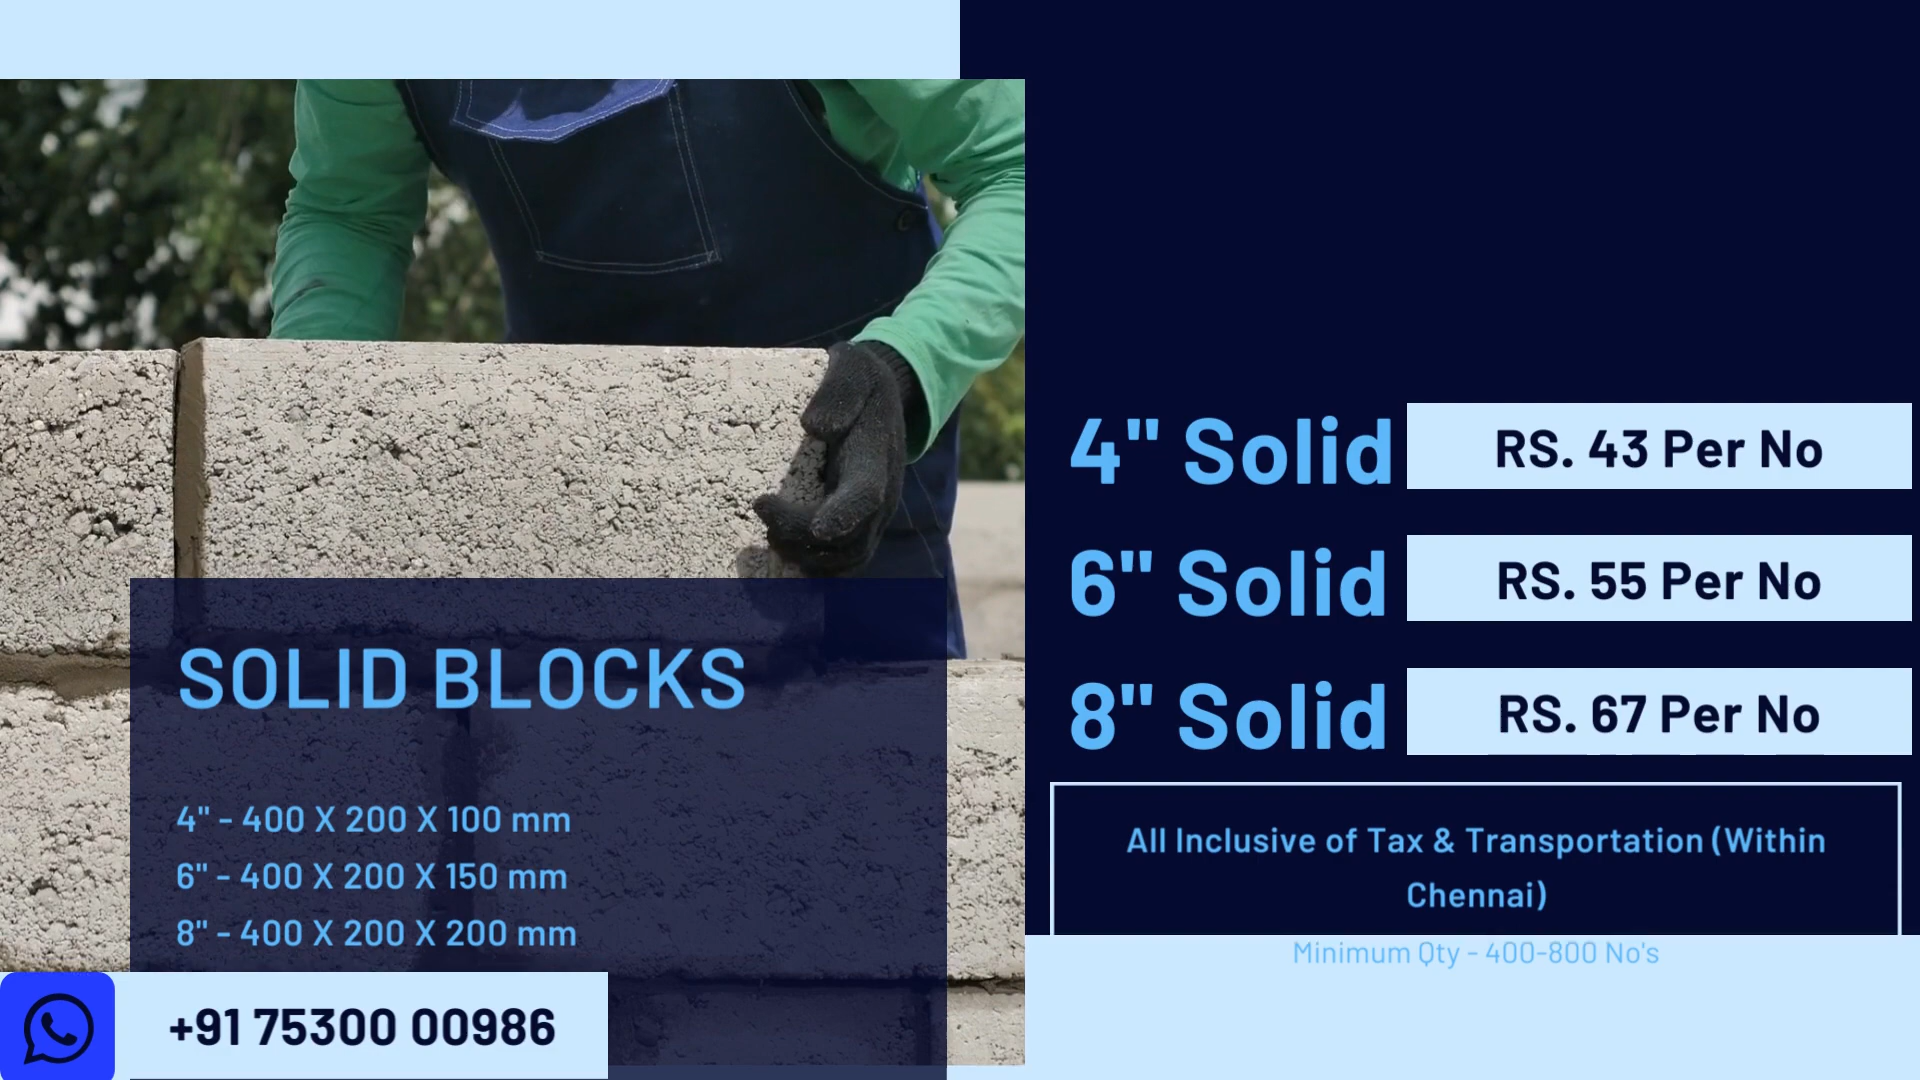 SOLID BLOCKS
4" - 400 X 200 X 100 mm
6" - 400 X 200 X 150 mm
8" - 400 X 200 X 200 mm
+91 75300 00986
4" Solid RS. 43 Per No
6" Solid RS. 55 Per No
8" Solid RS. 67 Per No
All Inclusive of Tax & Transportation (Within
Chennai)
Minimum Qty - 400-800 No's